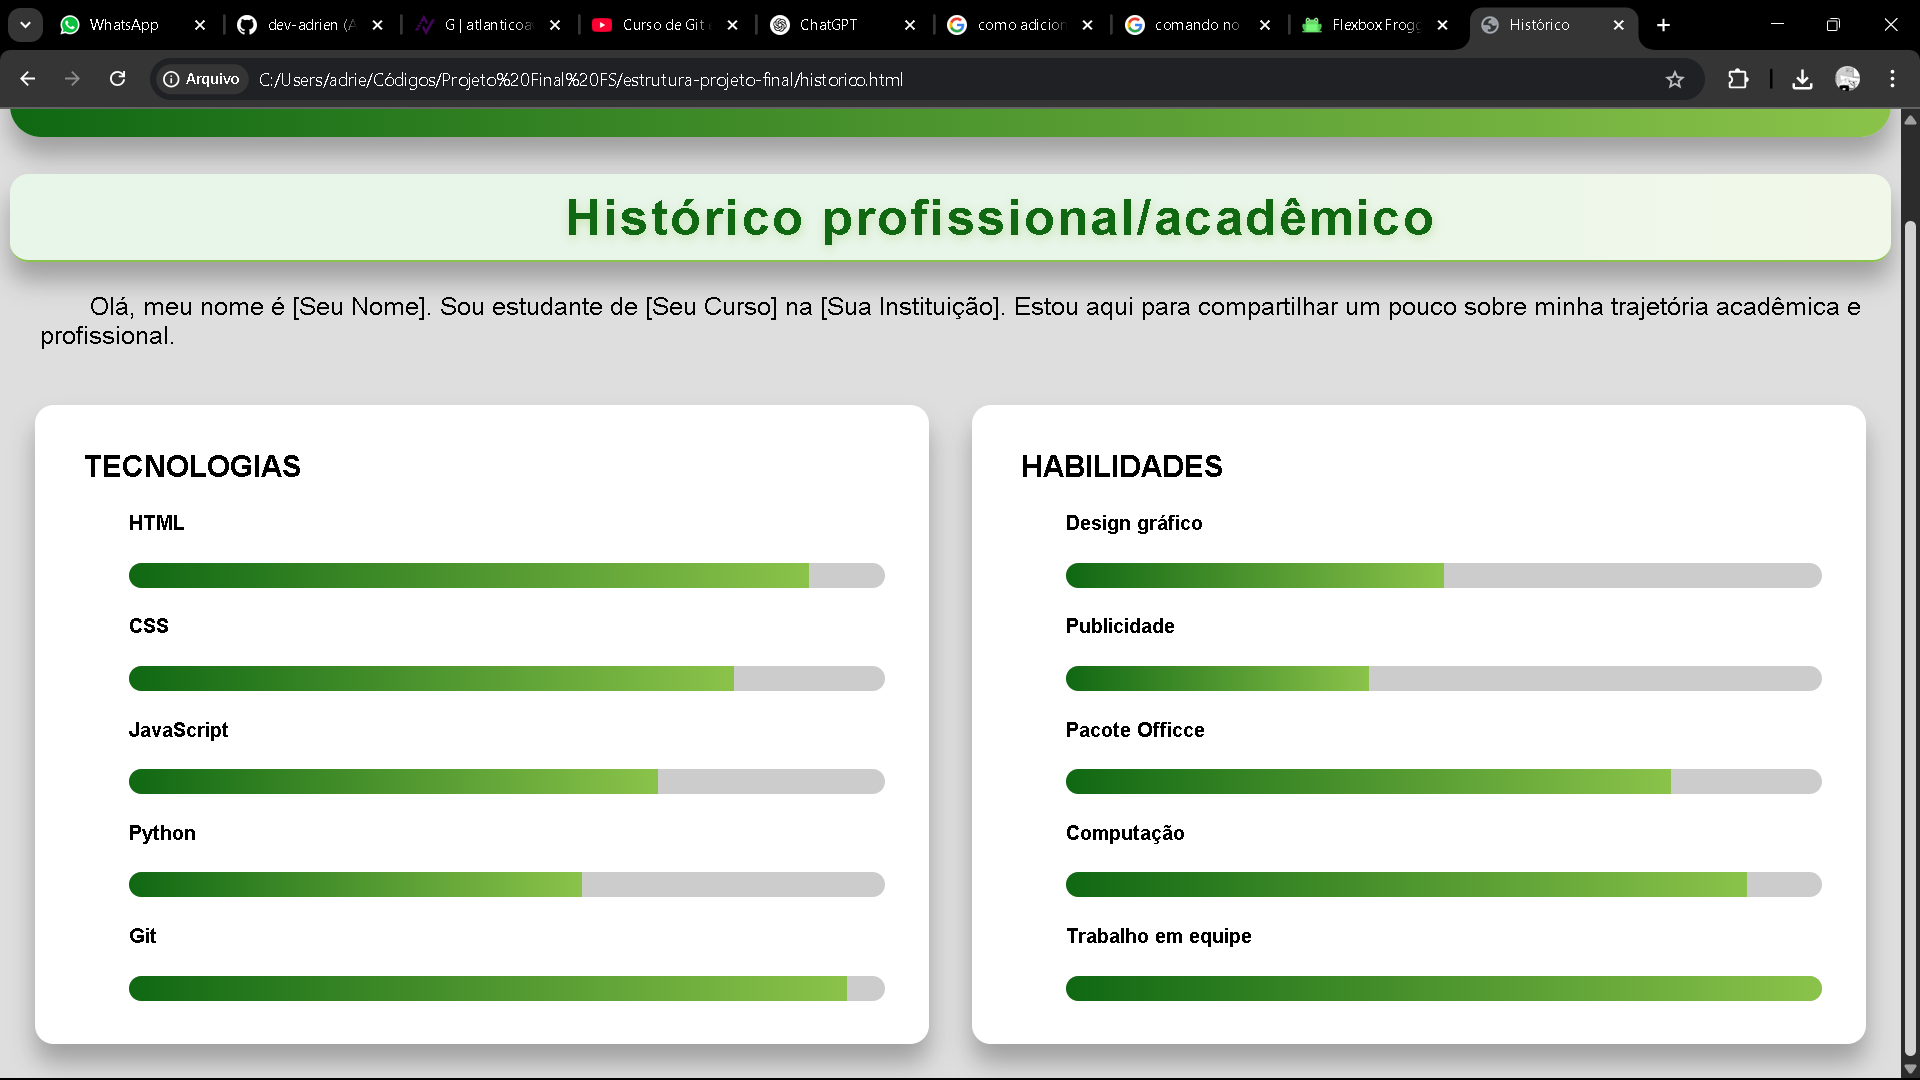 WhatsApp
dev-adrien (A
G | atlanticoa
Curso de Git
ChatGPT
como adicion
comando no
Flexbox Frogg
Histórico
Arquivo
C:/Users/adrie/Códigos/Projeto%20Final%20FS/estrutura-projeto-final/historico.html
Histórico profissional/acadêmico
Olá, meu nome é [Seu Nome]. Sou estudante de [Seu Curso] na [Sua Instituição]. Estou aqui para compartilhar um pouco sobre minha trajetória acadêmica e
profissional.
TECNOLOGIAS
HTML
CSS
JavaScript
Python
Git
HABILIDADES
Design gráfico
Publicidade
Pacote Officce
Computação
Trabalho em equipe